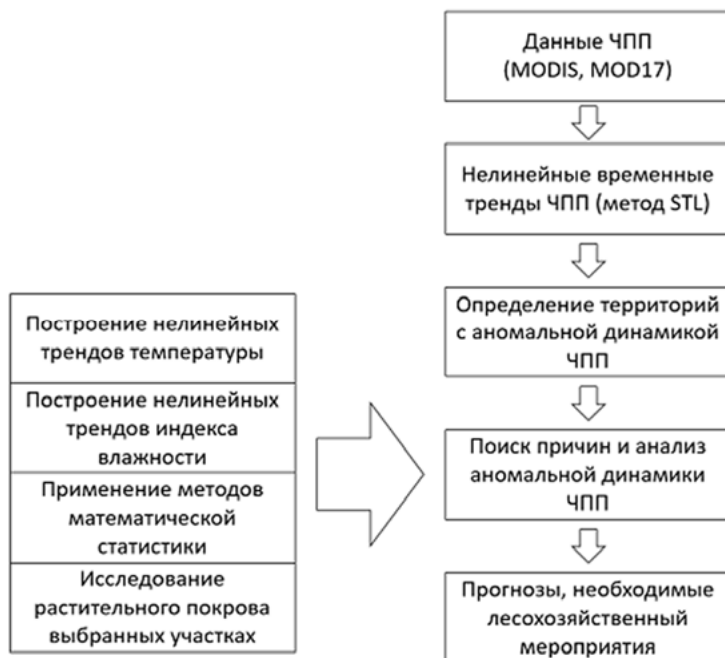 Данные ЧПП
(MODIS, MOD17)
Нелинейные временные
тренды ЧПП (метод STL)
Определение территорий
с аномальной динамикой
ЧПП
Поиск причин и анализ
аномальной динамики
ЧПП
Прогнозы, необходимые
лесохозяйственный
мероприятия
Построение нелинейных
трендов температуры
Построение нелинейных
трендов индекса
влажности
Применение методов
математической
статистики
Исследование
растительного покрова
выбранных участках